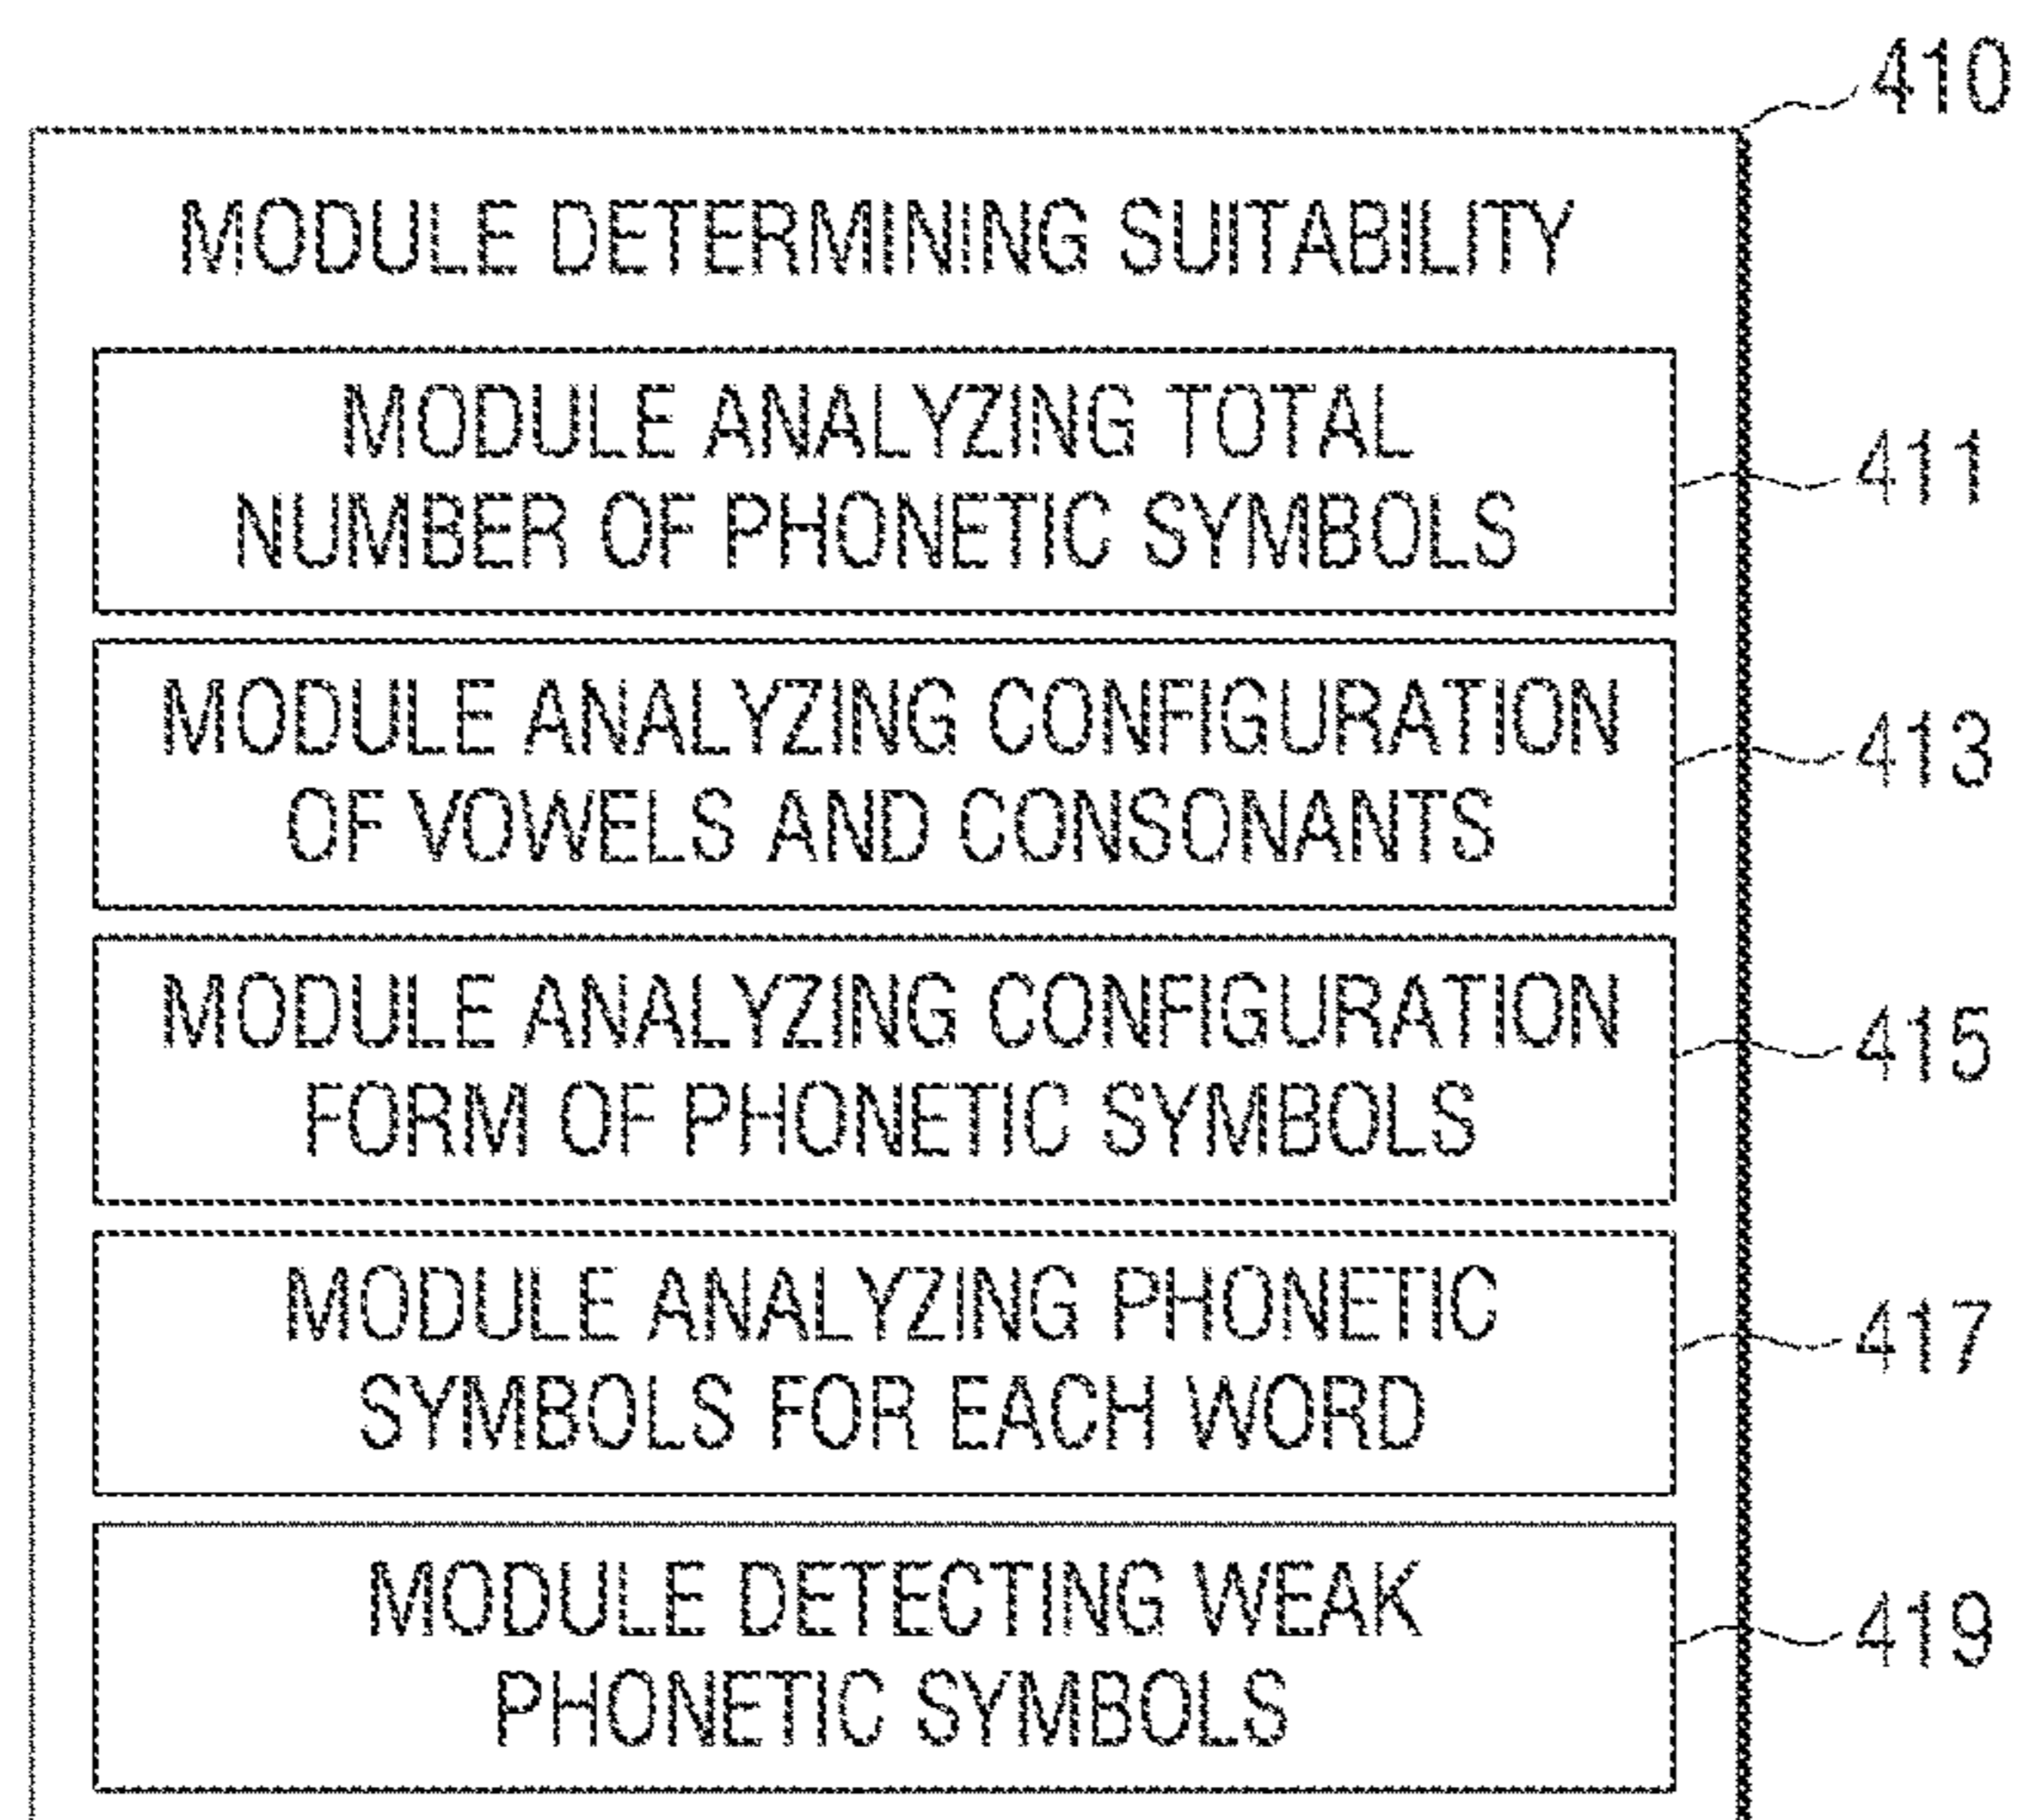 410
MODULE DETERMINING SUITABILITY
MODULE ANALYZING TOTAL
NUMBER OF PHONETIC SYMBOLS
411
MODULE ANALYZING CONFIGURATION
OF VOWELS AND CONSONANTS
413
MODULE ANALYZING CONFIGURATION
FORM OF PHONETIC SYMBOLS
415
MODULE ANALYZING PHONETIC
SYMBOLS FOR EACH WORD
417
MODULE DETECTING WEAK
PHONETIC SYMBOLS
419